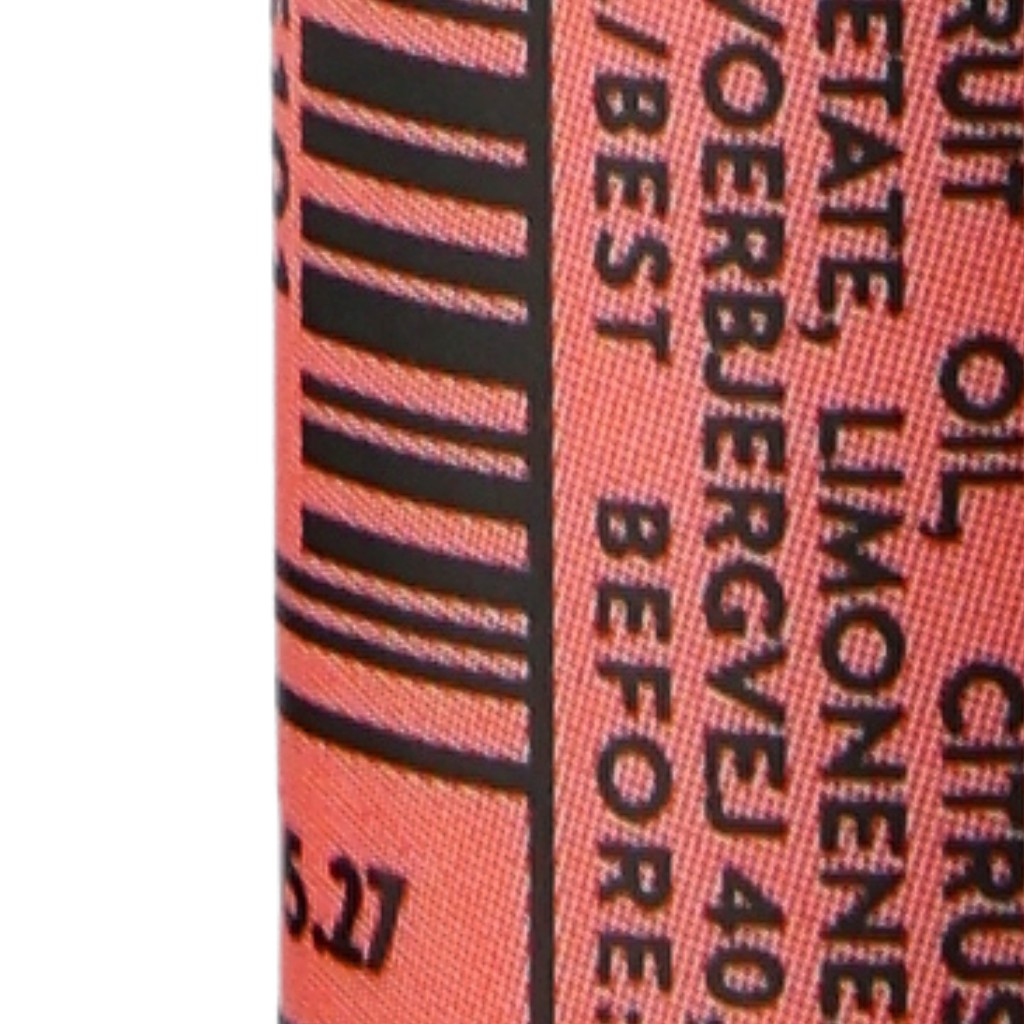 RUIT OIL, CITRUS
ETATE, LIMONENE
VOERBJERGVEJ 40
/BEST BEFORE:
5.27